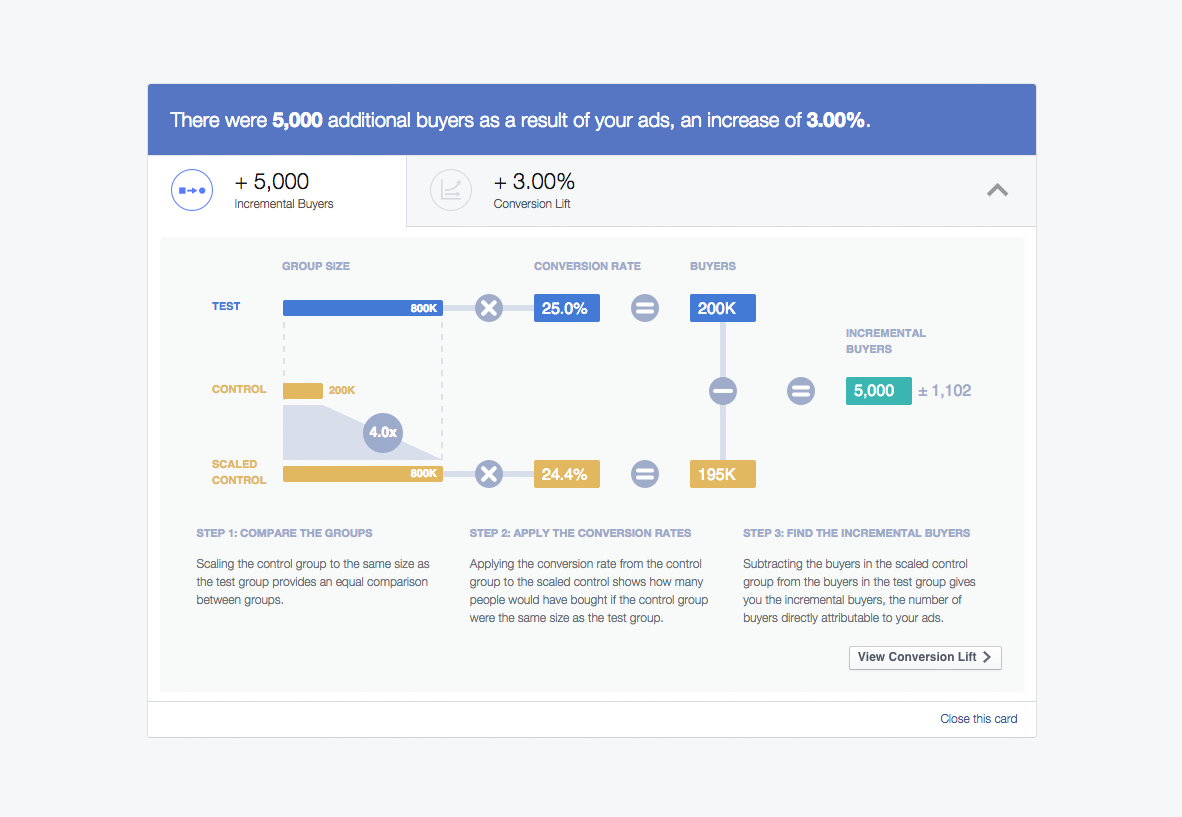 There were 5,000 additional buyers as a result of your ads, an increase of 3.00%.
+ 5,000
Incremental Buyers
+ 3.00%
Conversion Lift
GROUP SIZE
CONVERSION RATE
BUYERS
TEST
800K
25.0%
200K
INCREMENTAL
BUYERS
CONTROL
200K
5,000
± 1,102
4.0x
SCALED
CONTROL
800K
24.4%
195K
STEP 1: COMPARE THE GROUPS
Scaling the control group to the same size as
the test group provides an equal comparison
between groups.
STEP 2: APPLY THE CONVERSION RATES
Applying the conversion rate from the control
group to the scaled control shows how many
people would have bought if the control group
were the same size as the test group.
STEP 3: FIND THE INCREMENTAL BUYERS
Subtracting the buyers in the scaled control
group from the buyers in the test group gives
you the incremental buyers, the number of
buyers directly attributable to your ads.
View Conversion Lift
Close this card